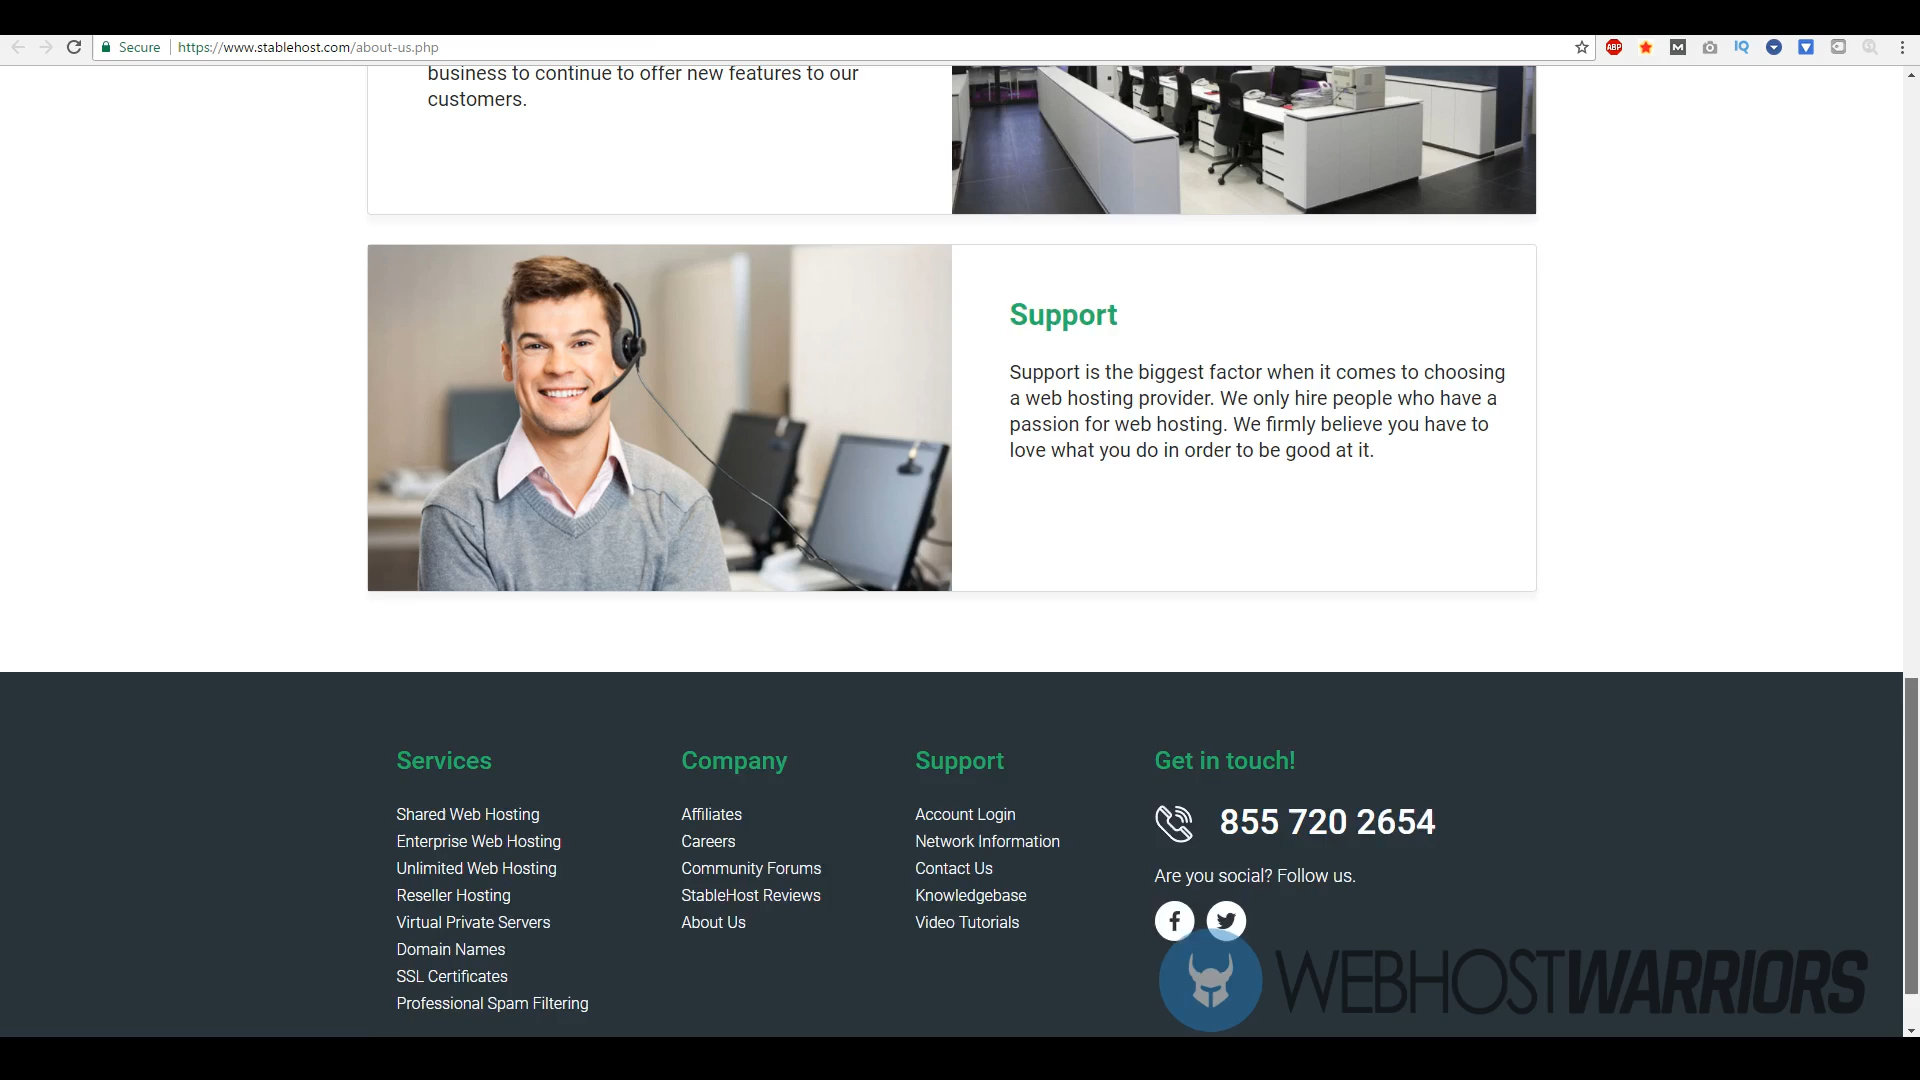 Secure https://www.stablehost.com/about-us.php
ABP
M
IQ
business to continue to offer new features to our
customers.
Support
Support is the biggest factor when it comes to choosing
a web hosting provider. We only hire people who have a
passion for web hosting. We firmly believe you have to
love what you do in order to be good at it.
Services
Shared Web Hosting
Enterprise Web Hosting
Unlimited Web Hosting
Reseller Hosting
Virtual Private Servers
Domain Names
SSL Certificates
Professional Spam Filtering
Company
Affiliates
Careers
Community Forums
StableHost Reviews
About Us
Support
Account Login
Network Information
Contact Us
Knowledgebase
Video Tutorials
Get in touch!
855 720 2654
Are you social? Follow us.
WEBHOSTWARRIORS